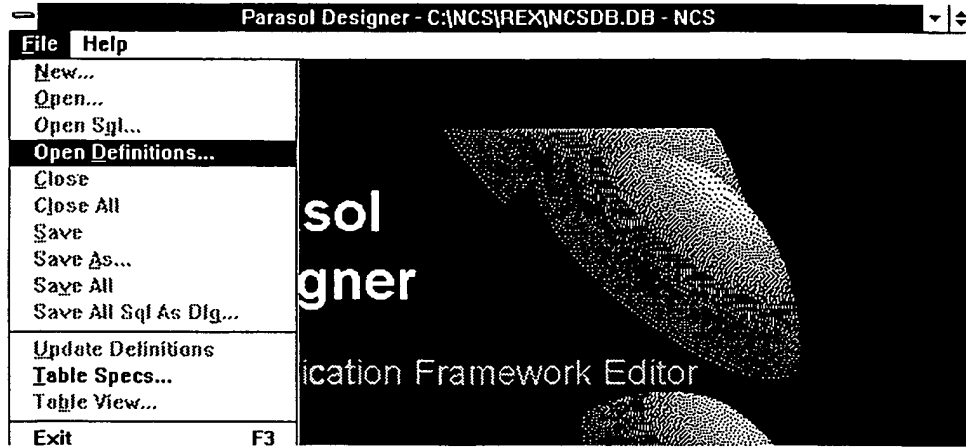 Parasol Designer - C:\NCS\REX\NCSDB.DB - NCS
File Help
New...
Open...
Open Sql...
Open Definitions...
Close
Close All
Save
Save As...
Save All
Save All Sql As Dlg...
Update Definitions
Table Specs...
Table View...
Exit F3
sol
gner
ication Framework Editor